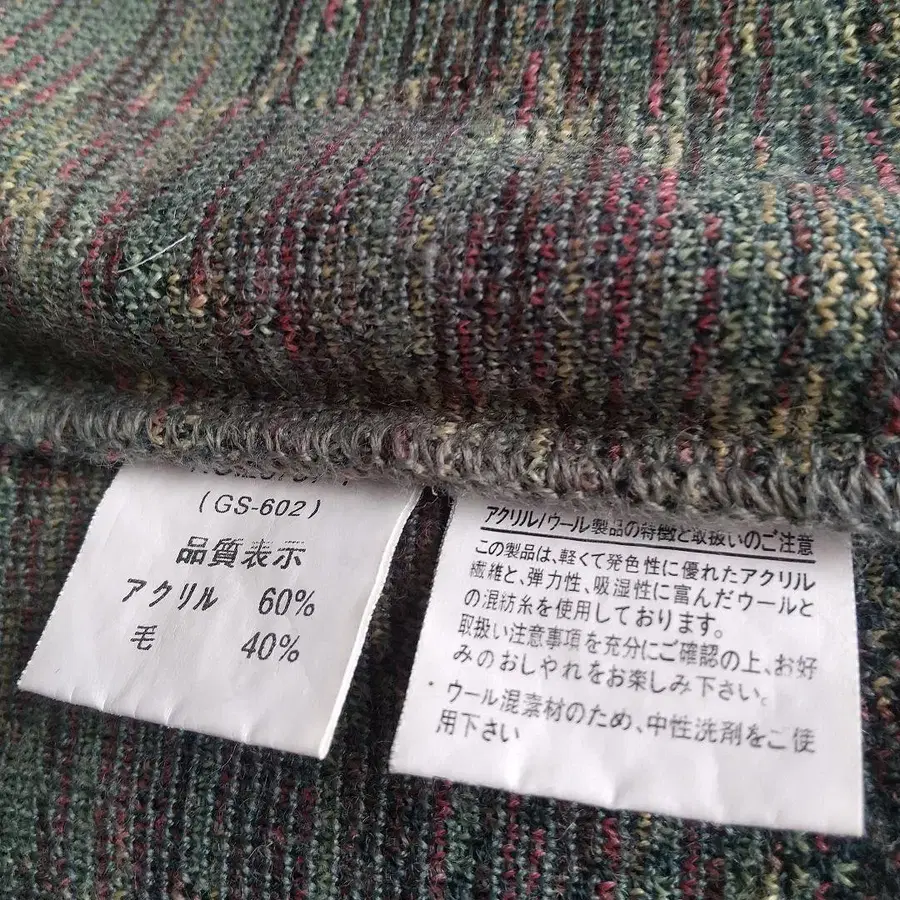 (GS-602)
品質表示
アクリル 60%
毛 40%
アクリル/ウール製品の特徴と取扱いのご注意
この製品は、軽くて発色性に優れたアクリル
繊維と、弾力性、吸湿性に富んだウールと
の混紡糸を使用しております。
取扱い注意事項を充分にご確認の上、お好
みのおしゃれをお楽しみ下さい。
・ウール混素材のため、中性洗剤をご使
用下さい